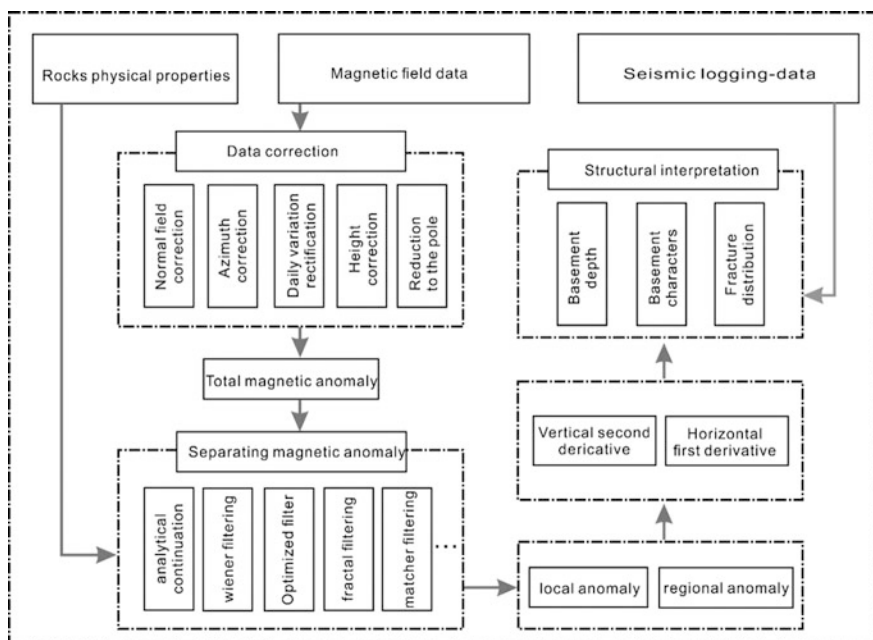 Rocks physical properties
Magnetic field data
Seismic logging-data
Data correction
Normal field
correction
Azimuth
correction
Daily variation
rectification
Height
correction
Reduction
to the pole
Total magnetic anomaly
Separating magnetic anomaly
analytical
continuation
wiener filtering
Optimized filter
fractal filtering
matcher filtering
...
Structural interpretation
Basement
depth
Basement
characters
Fracture
distribution
Vertical second
dericative
Horizontal
first derivative
local anomaly
regional anomaly